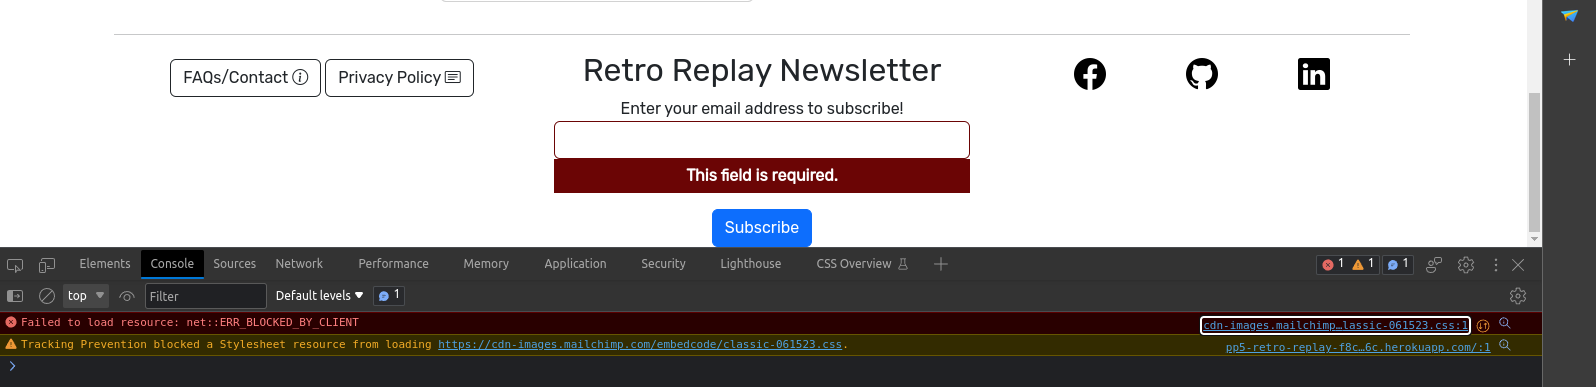 FAQs/Contact
Privacy Policy
Retro Replay Newsletter
Enter your email address to subscribe!
This field is required.
Subscribe
Elements Console Sources Network Performance Memory Application Security Lighthouse CSS Overview 1 1 1
top Filter Default levels 1
Failed to load resource: net::ERR_BLOCKED_BY_CLIENT cdn-images.mailchimp…lassic-061523.css:1
Tracking Prevention blocked a Stylesheet resource from loading https://cdn-images.mailchimp.com/embedcode/classic-061523.css. pp5-retro-replay-f8c…6c.herokuapp.com/:1